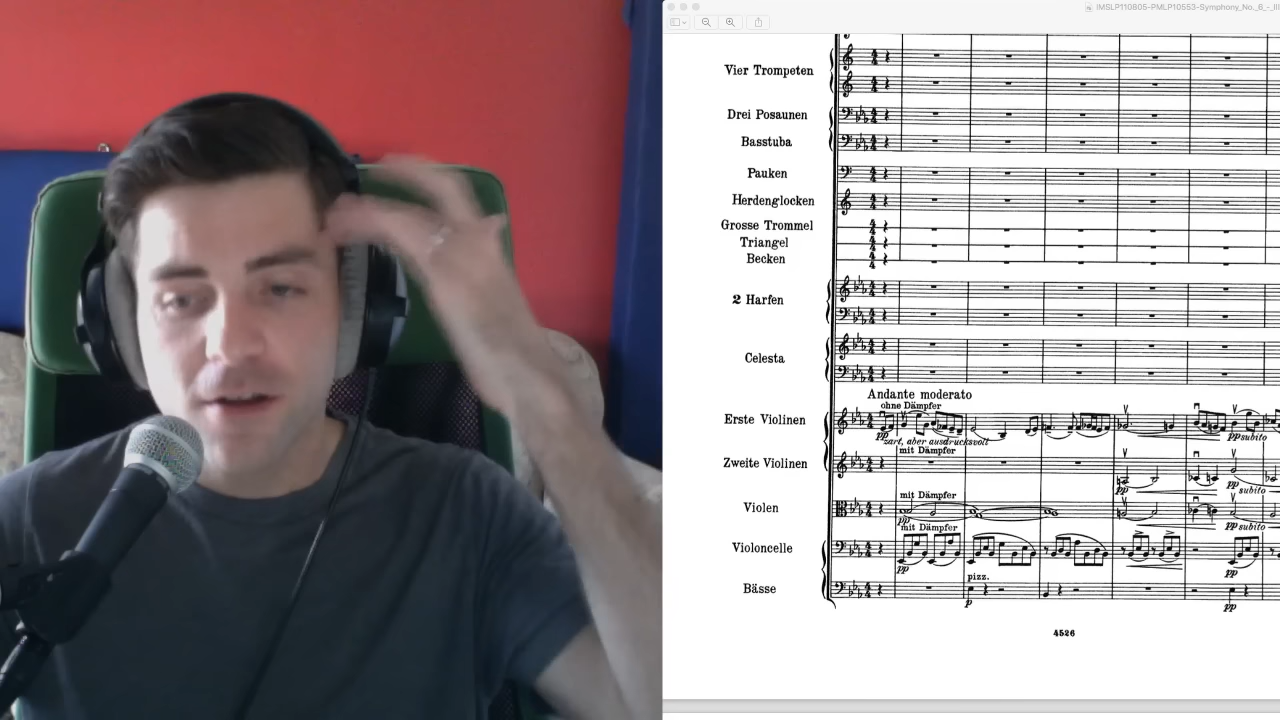 IMSLP110805-PMLP10553-Symphony_No._6_-_III
Vier Trompeten
Drei Posaunen
Basstuba
Pauken
Herdenglocken
Grosse Trommel
Triangel
Becken
2 Harfen
Celesta
Andante moderato
ohne Dämpfer
Erste Violinen
pp
pp subito
zart, aber ausdrucksvoll
mit Dämpfer
Zweite Violinen
pp
pp subito
mit Dämpfer
Violen
pp
pp subito
mit Dämpfer
Violoncelle
pp
pp
pizz.
Bässe
p
pp
4526